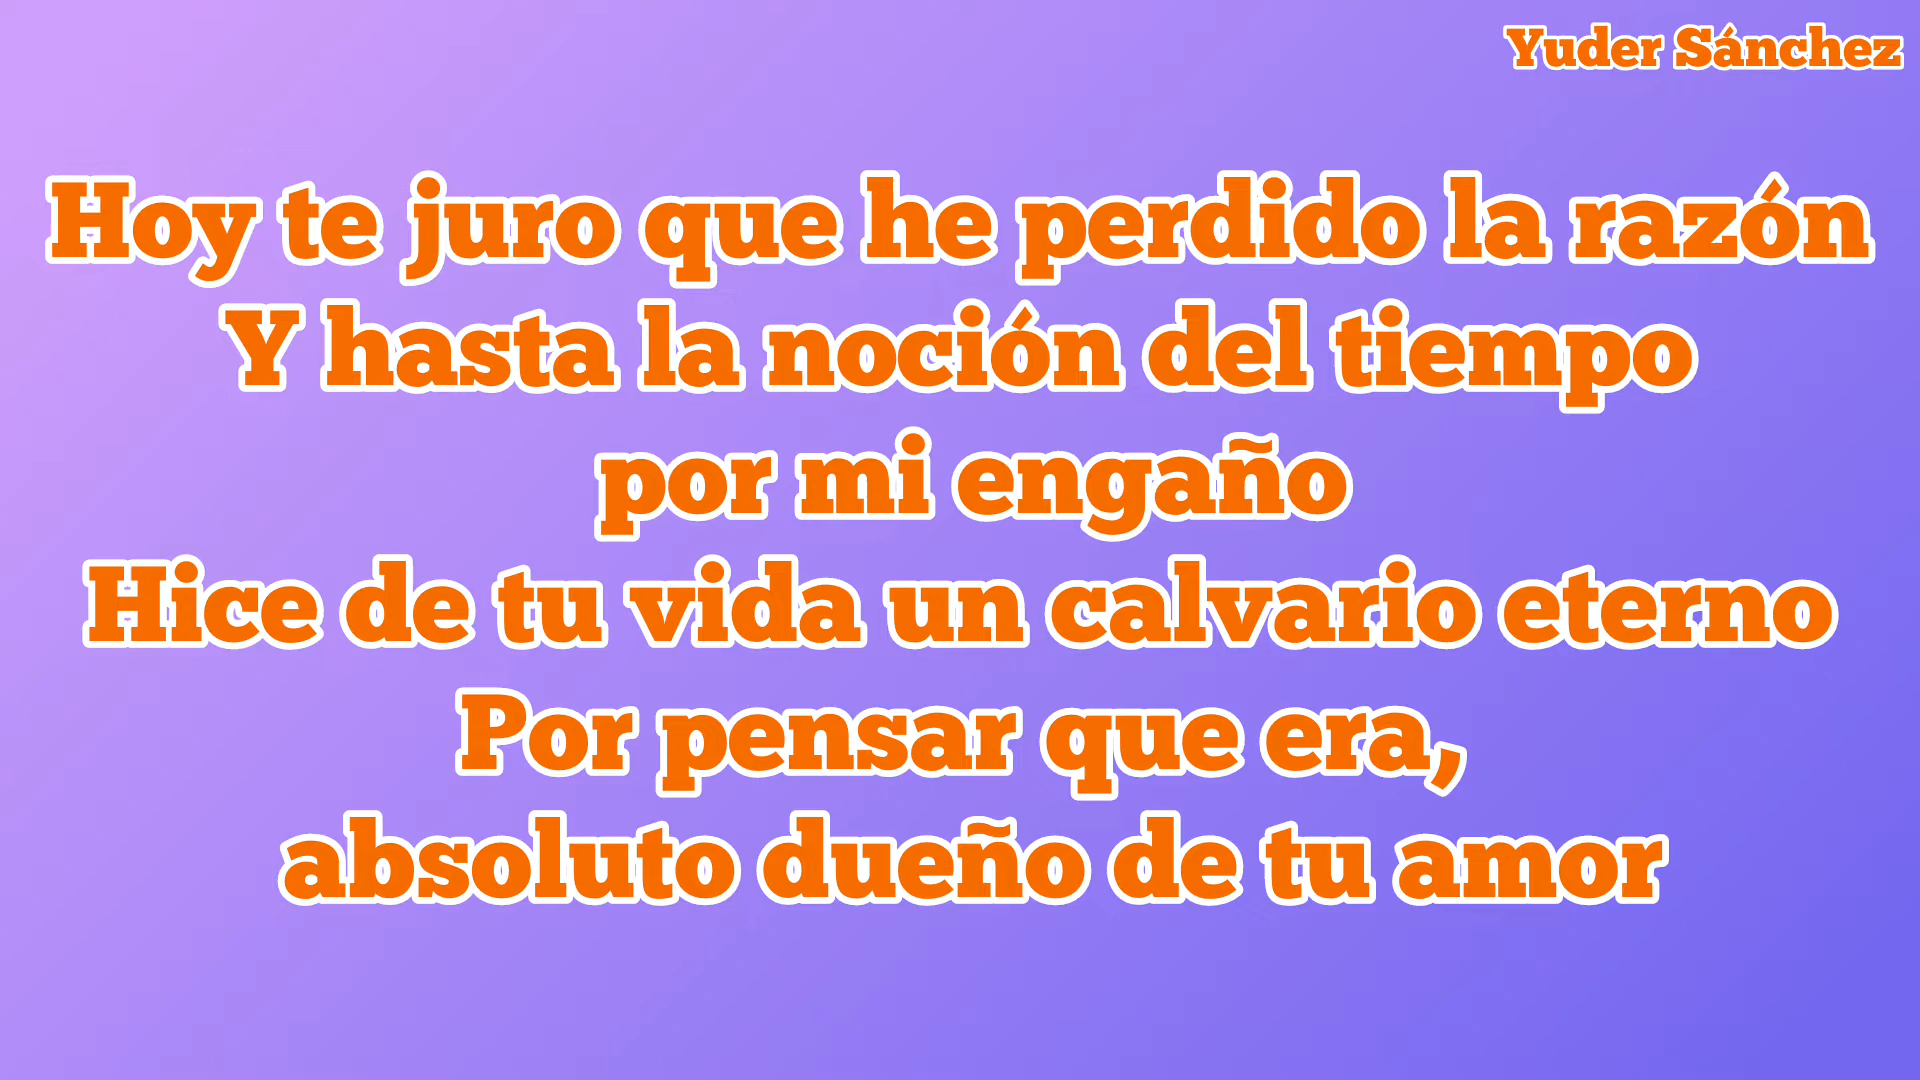 Yuder Sánchez
Hoy te juro que he perdido la razón
Y hasta la noción del tiempo
por mi engaño
Hice de tu vida un calvario eterno
Por pensar que era,
absoluto dueño de tu amor